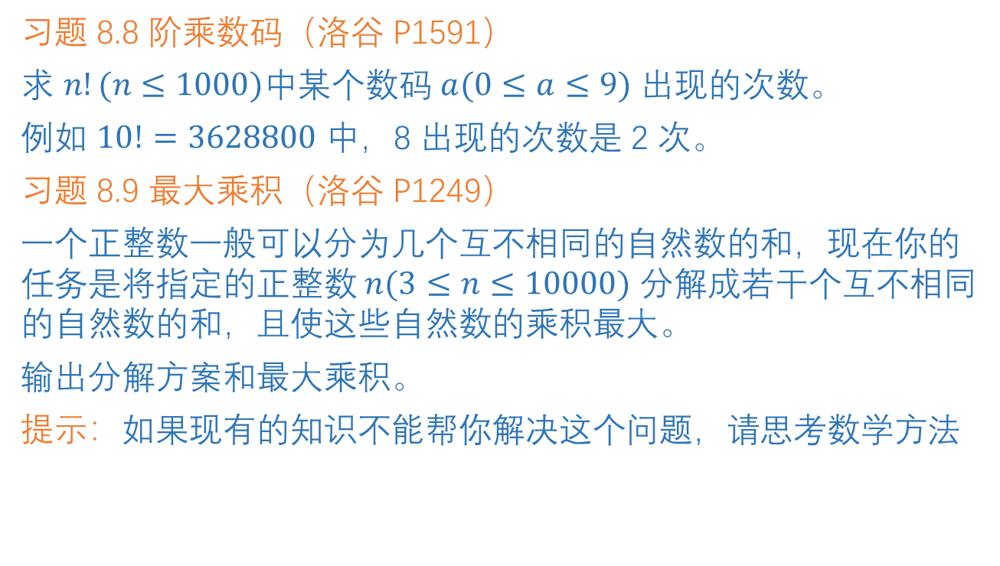 习题 8.8 阶乘数码（洛谷 P1591）
求 n! (n ≤ 1000)中某个数码 a(0 ≤ a ≤ 9) 出现的次数。
例如 10! = 3628800 中，8 出现的次数是 2 次。
习题 8.9 最大乘积（洛谷 P1249）
一个正整数一般可以分为几个互不相同的自然数的和，现在你的
任务是将指定的正整数 n(3 ≤ n ≤ 10000) 分解成若干个互不相同
的自然数的和，且使这些自然数的乘积最大。
输出分解方案和最大乘积。
提示：如果现有的知识不能帮你解决这个问题，请思考数学方法